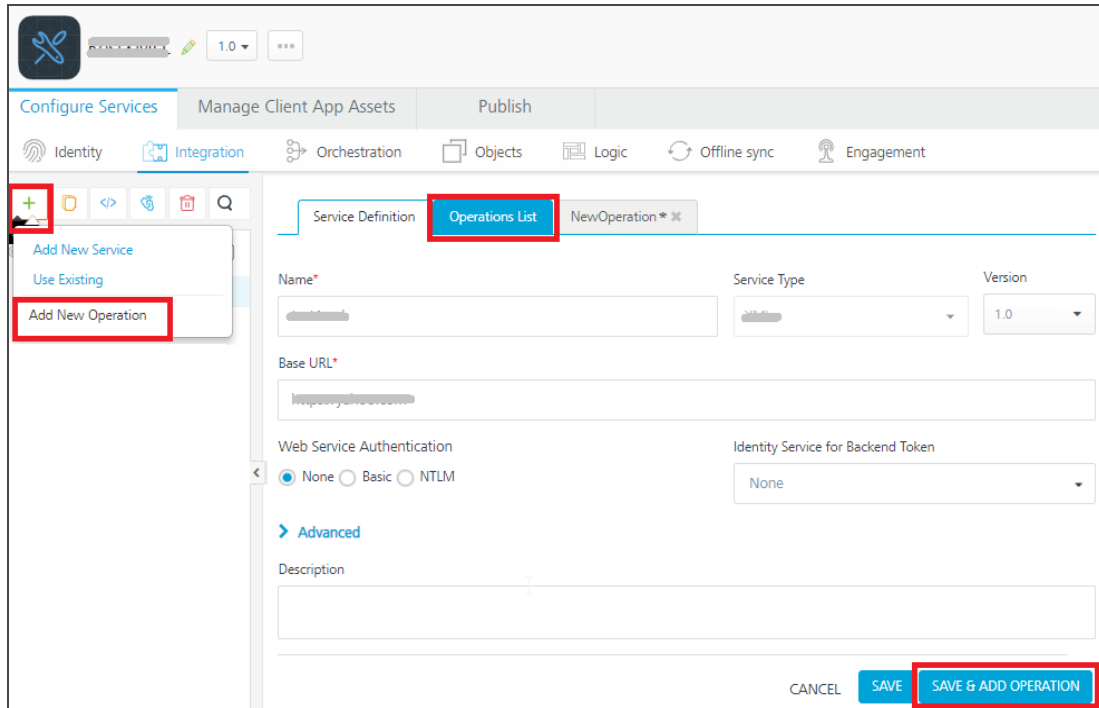 1.0
Configure Services
Manage Client App Assets
Publish
Identity
Integration
Orchestration
Objects
Logic
Offline sync
Engagement
Add New Service
Use Existing
Add New Operation
Service Definition
Operations List
NewOperation *
Name*
Service Type
Version
1.0
Base URL*
Web Service Authentication
Identity Service for Backend Token
None
Basic
NTLM
None
Advanced
Description
CANCEL
SAVE
SAVE & ADD OPERATION